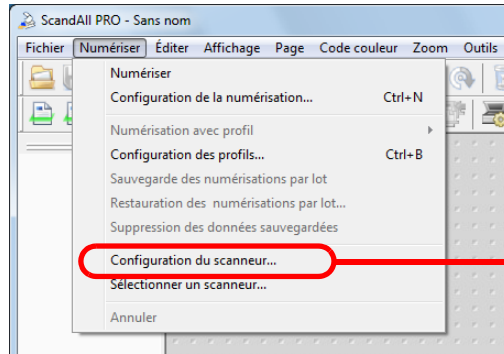 ScandAll PRO - Sans nom
Fichier Numériser Éditer Affichage Page Code couleur Zoom Outils
Numériser
Configuration de la numérisation... Ctrl+N
Numérisation avec profil
Configuration des profils... Ctrl+B
Sauvegarde des numérisations par lot
Restauration des numérisations par lot...
Suppression des données sauvegardées
Configuration du scanneur...
Sélectionner un scanneur...
Annuler